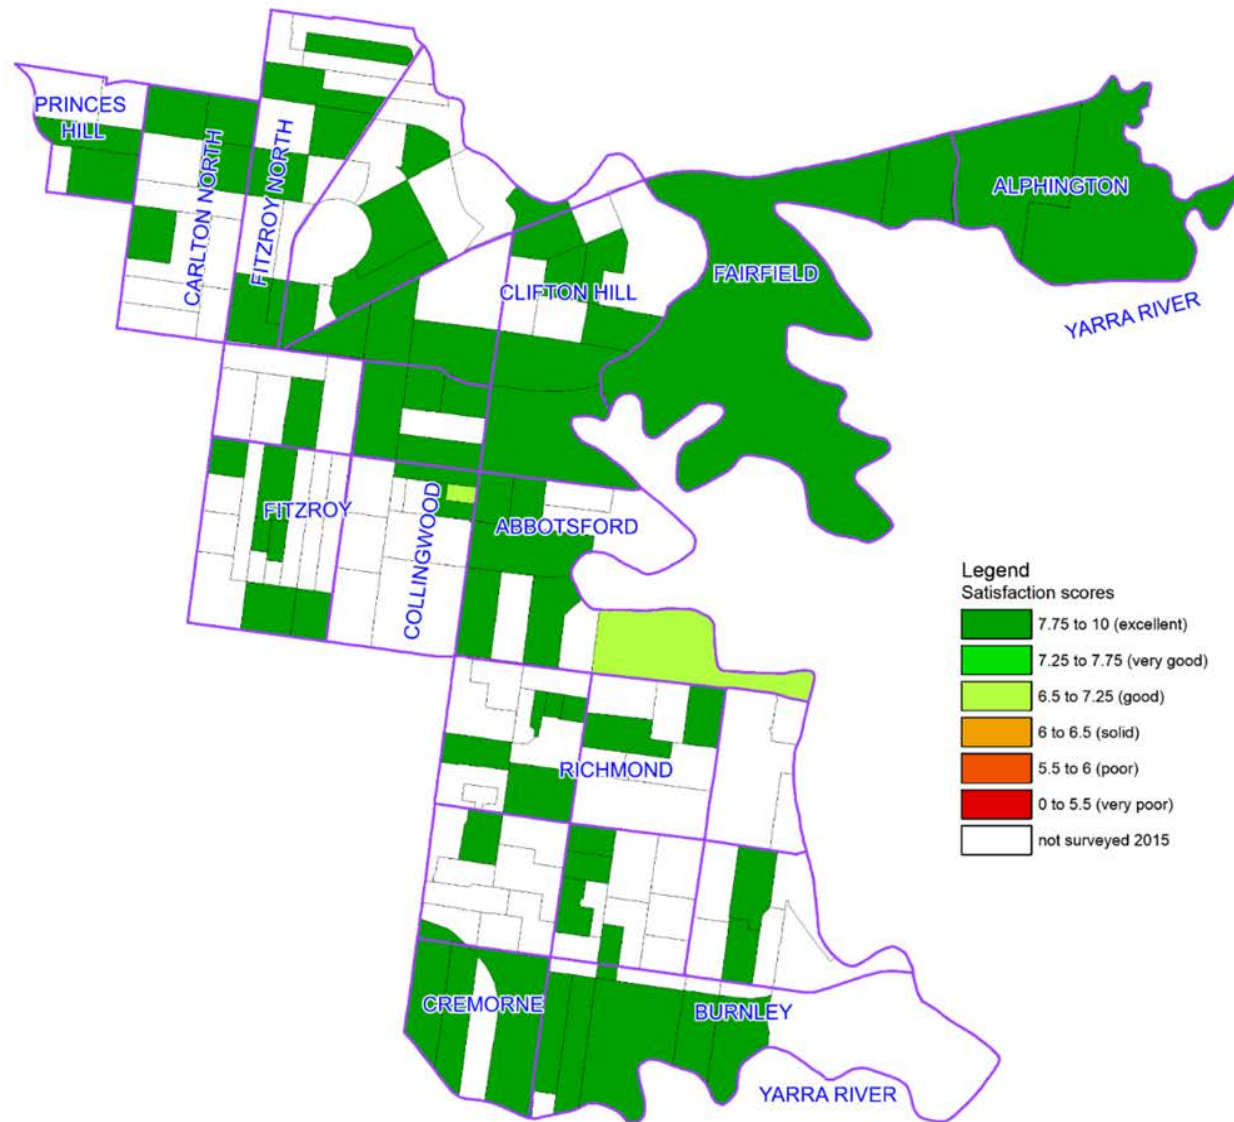 PRINCES
HILL
CARLTON NORTH
FITZROY NORTH
ALPHINGTON
FAIRFIELD
CLIFTON HILL
YARRA RIVER
FITZROY
COLLINGWOOD
ABBOTSFORD
Legend
Satisfaction scores
7.75 to 10 (excellent)
7.25 to 7.75 (very good)
6.5 to 7.25 (good)
6 to 6.5 (solid)
5.5 to 6 (poor)
0 to 5.5 (very poor)
not surveyed 2015
RICHMOND
CREMORNE
BURNLEY
YARRA RIVER